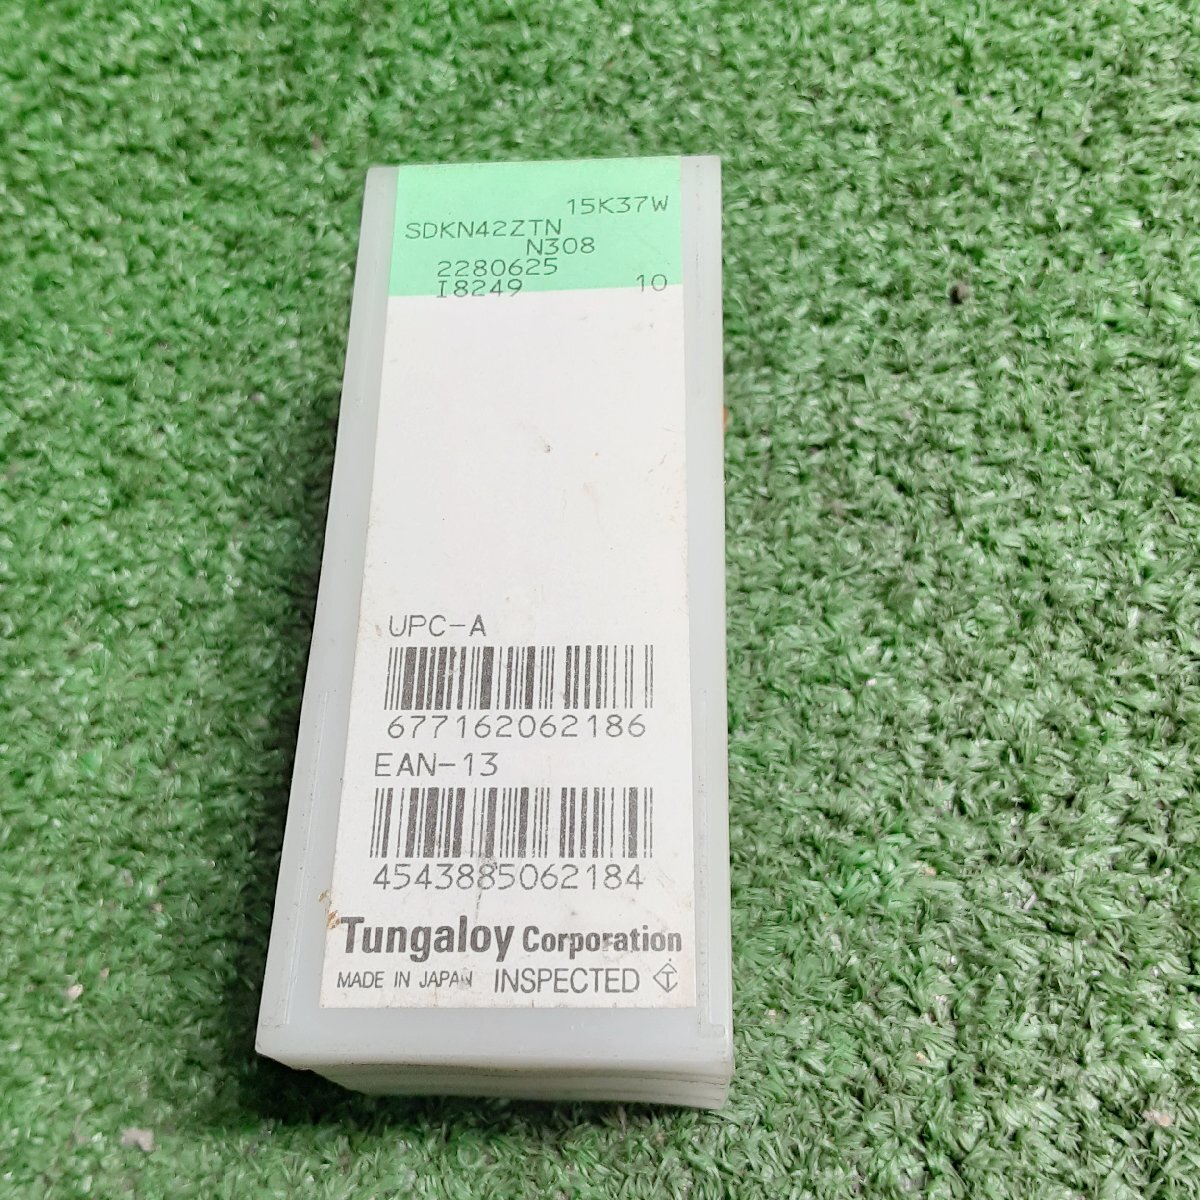 15K37W
SDKN42ZTN
N308
2280625
I8249 10
UPC-A
677162062186
EAN-13
4543885062184
Tungaloy Corporation
MADE IN JAPAN INSPECTED T